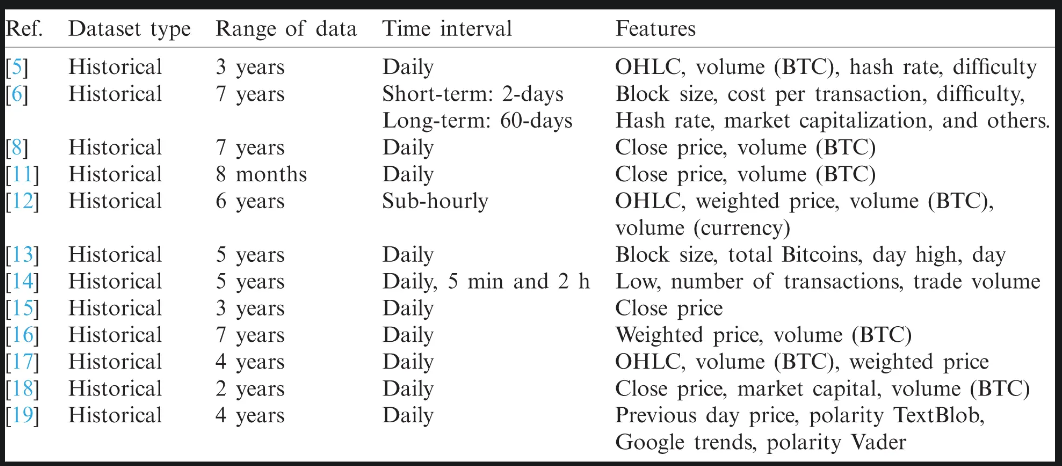 Ref. Dataset type Range of data Time interval Features
[5] Historical 3 years Daily OHLC, volume (BTC), hash rate, difficulty
[6] Historical 7 years Short-term: 2-days Block size, cost per transaction, difficulty,
Long-term: 60-days Hash rate, market capitalization, and others.
[8] Historical 7 years Daily Close price, volume (BTC)
[11] Historical 8 months Daily Close price, volume (BTC)
[12] Historical 6 years Sub-hourly OHLC, weighted price, volume (BTC),
volume (currency)
[13] Historical 5 years Daily Block size, total Bitcoins, day high, day
[14] Historical 5 years Daily, 5 min and 2 h Low, number of transactions, trade volume
[15] Historical 3 years Daily Close price
[16] Historical 7 years Daily Weighted price, volume (BTC)
[17] Historical 4 years Daily OHLC, volume (BTC), weighted price
[18] Historical 2 years Daily Close price, market capital, volume (BTC)
[19] Historical 4 years Daily Previous day price, polarity TextBlob,
Google trends, polarity Vader